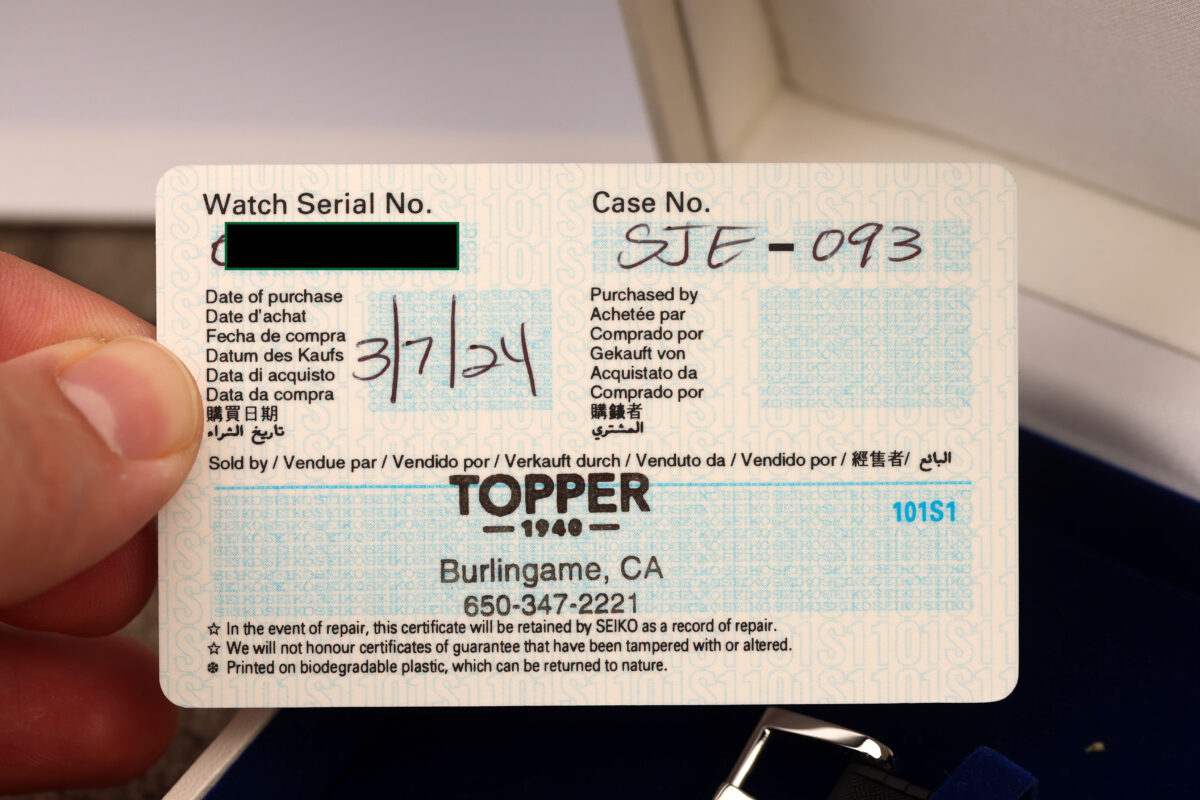 Watch Serial No.
Case No.
SJE - 093
Date of purchase
Date d'achat
Fecha de compra
Datum des Kaufs
Data di acquisto
Data da compra
購買日期
تاريخ الشراء
3/7/24
Purchased by
Achetée par
Comprado por
Gekauft von
Acquistato da
Comprado por
購錶者
المشتري
Sold by / Vendue par / Vendido por / Verkauft durch / Venduto da / Vendido por / 經售者/ البائع
TOPPER
1940
101S1
Burlingame, CA
650-347-2221
☆ In the event of repair, this certificate will be retained by SEIKO as a record of repair.
☆ We will not honour certificates of guarantee that have been tampered with or altered.
❄ Printed on biodegradable plastic, which can be returned to nature.